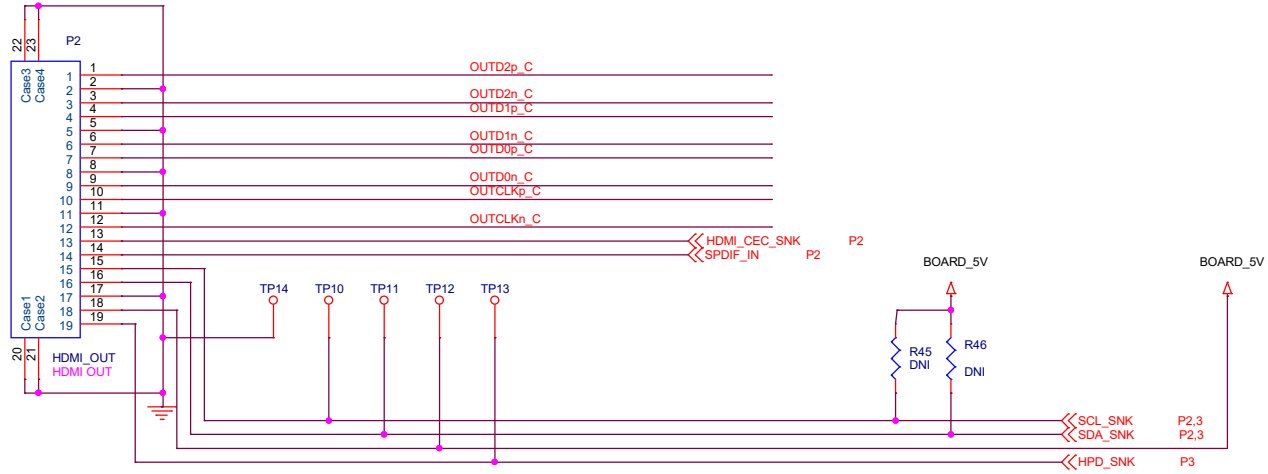 22
23
P2
Case3
Case4
1 1
2 2
3 3
4 4
5 5
6 6
7 7
8 8
9 9
10 10
11 11
12 12
13 13
14 14
15 15
16 16
17 17
18 18
19 19
Case1
Case2
20
21
HDMI_OUT
HDMI OUT
OUTD2p_C
OUTD2n_C
OUTD1p_C
OUTD1n_C
OUTD0p_C
OUTD0n_C
OUTCLKp_C
OUTCLKn_C
HDMI_CEC_SNK P2
SPDIF_IN P2
BOARD_5V BOARD_5V
TP14 TP10 TP11 TP12 TP13
R45
DNI
R46
DNI
SCL_SNK P2,3
SDA_SNK P2,3
HPD_SNK P3